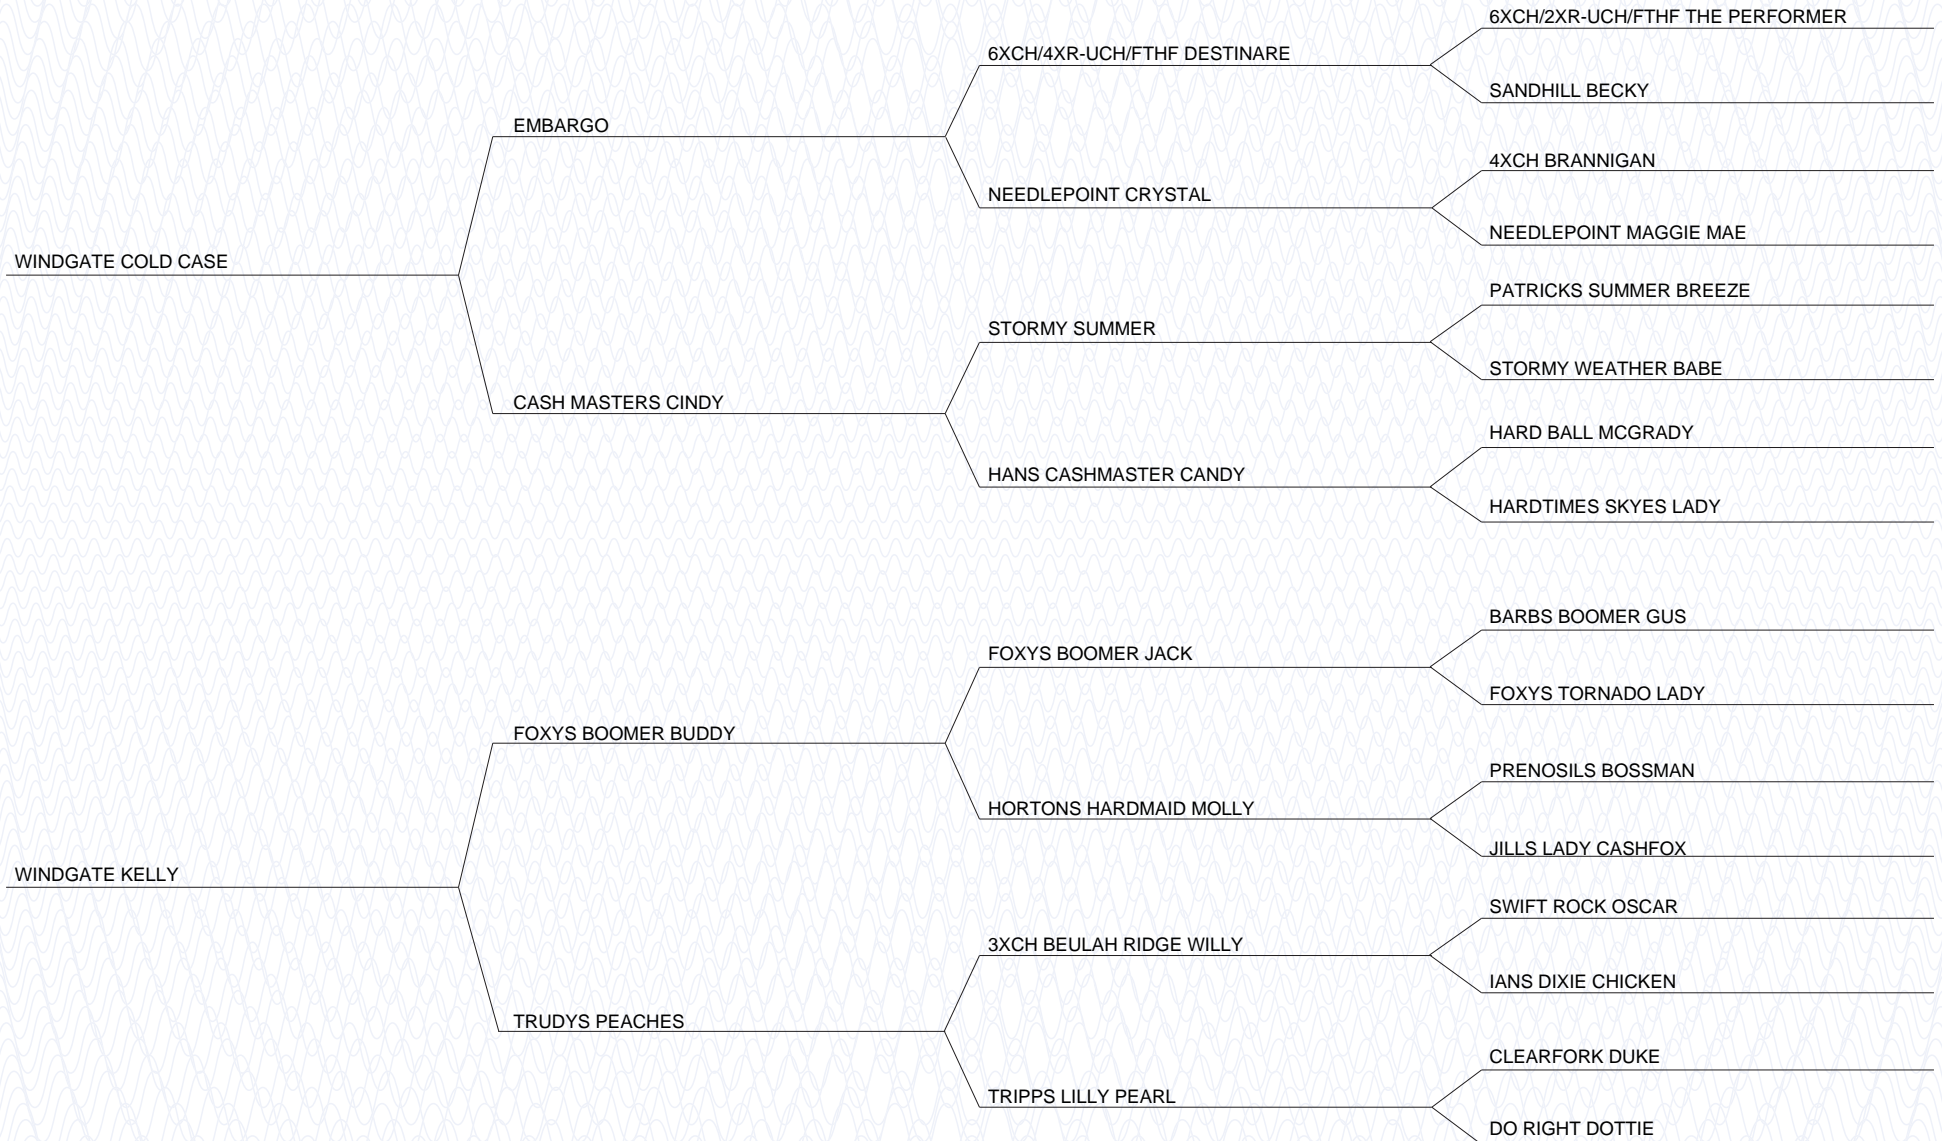 6XCH/2XR-UCH/FTHF THE PERFORMER
6XCH/4XR-UCH/FTHF DESTINARE
SANDHILL BECKY
EMBARGO
4XCH BRANNIGAN
NEEDLEPOINT CRYSTAL
NEEDLEPOINT MAGGIE MAE
WINDGATE COLD CASE
PATRICKS SUMMER BREEZE
STORMY SUMMER
STORMY WEATHER BABE
CASH MASTERS CINDY
HARD BALL MCGRADY
HANS CASHMASTER CANDY
HARDTIMES SKYES LADY
BARBS BOOMER GUS
FOXYS BOOMER JACK
FOXYS TORNADO LADY
FOXYS BOOMER BUDDY
PRENOSILS BOSSMAN
HORTONS HARDMAID MOLLY
JILLS LADY CASHFOX
WINDGATE KELLY
SWIFT ROCK OSCAR
3XCH BEULAH RIDGE WILLY
IANS DIXIE CHICKEN
TRUDYS PEACHES
CLEARFORK DUKE
TRIPPS LILLY PEARL
DO RIGHT DOTTIE